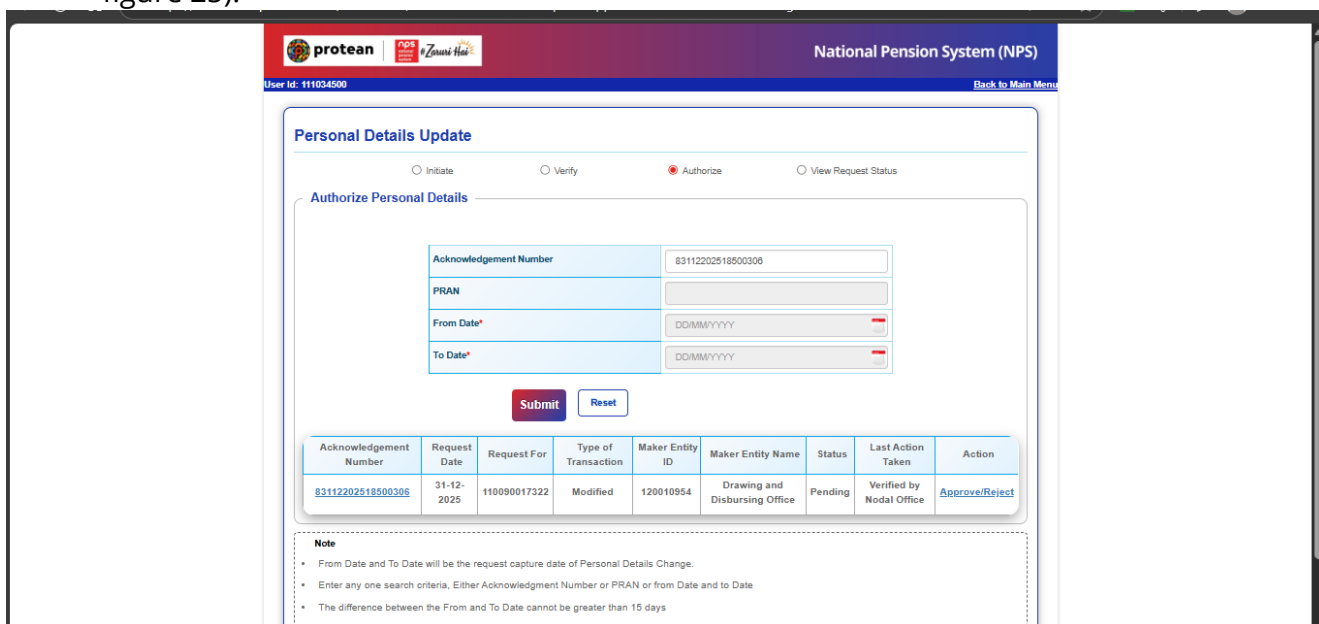 figure 25).
protean
nps
#Zaruri Hai
National Pension System (NPS)
User Id: 111034500
Back to Main Menu
Personal Details Update
Initiate
Verify
Authorize
View Request Status
Authorize Personal Details
Acknowledgement Number
83112202518500306
PRAN
From Date*
DD/MM/YYYY
To Date*
DD/MM/YYYY
Submit
Reset
Acknowledgement Number
Request Date
Request For
Type of Transaction
Maker Entity ID
Maker Entity Name
Status
Last Action Taken
Action
83112202518500306
31-12-2025
110090017322
Modified
120010954
Drawing and Disbursing Office
Pending
Verified by Nodal Office
Approve/Reject
Note
From Date and To Date will be the request capture date of Personal Details Change.
Enter any one search criteria, Either Acknowledgment Number or PRAN or from Date and to Date
The difference between the From and To Date cannot be greater than 15 days